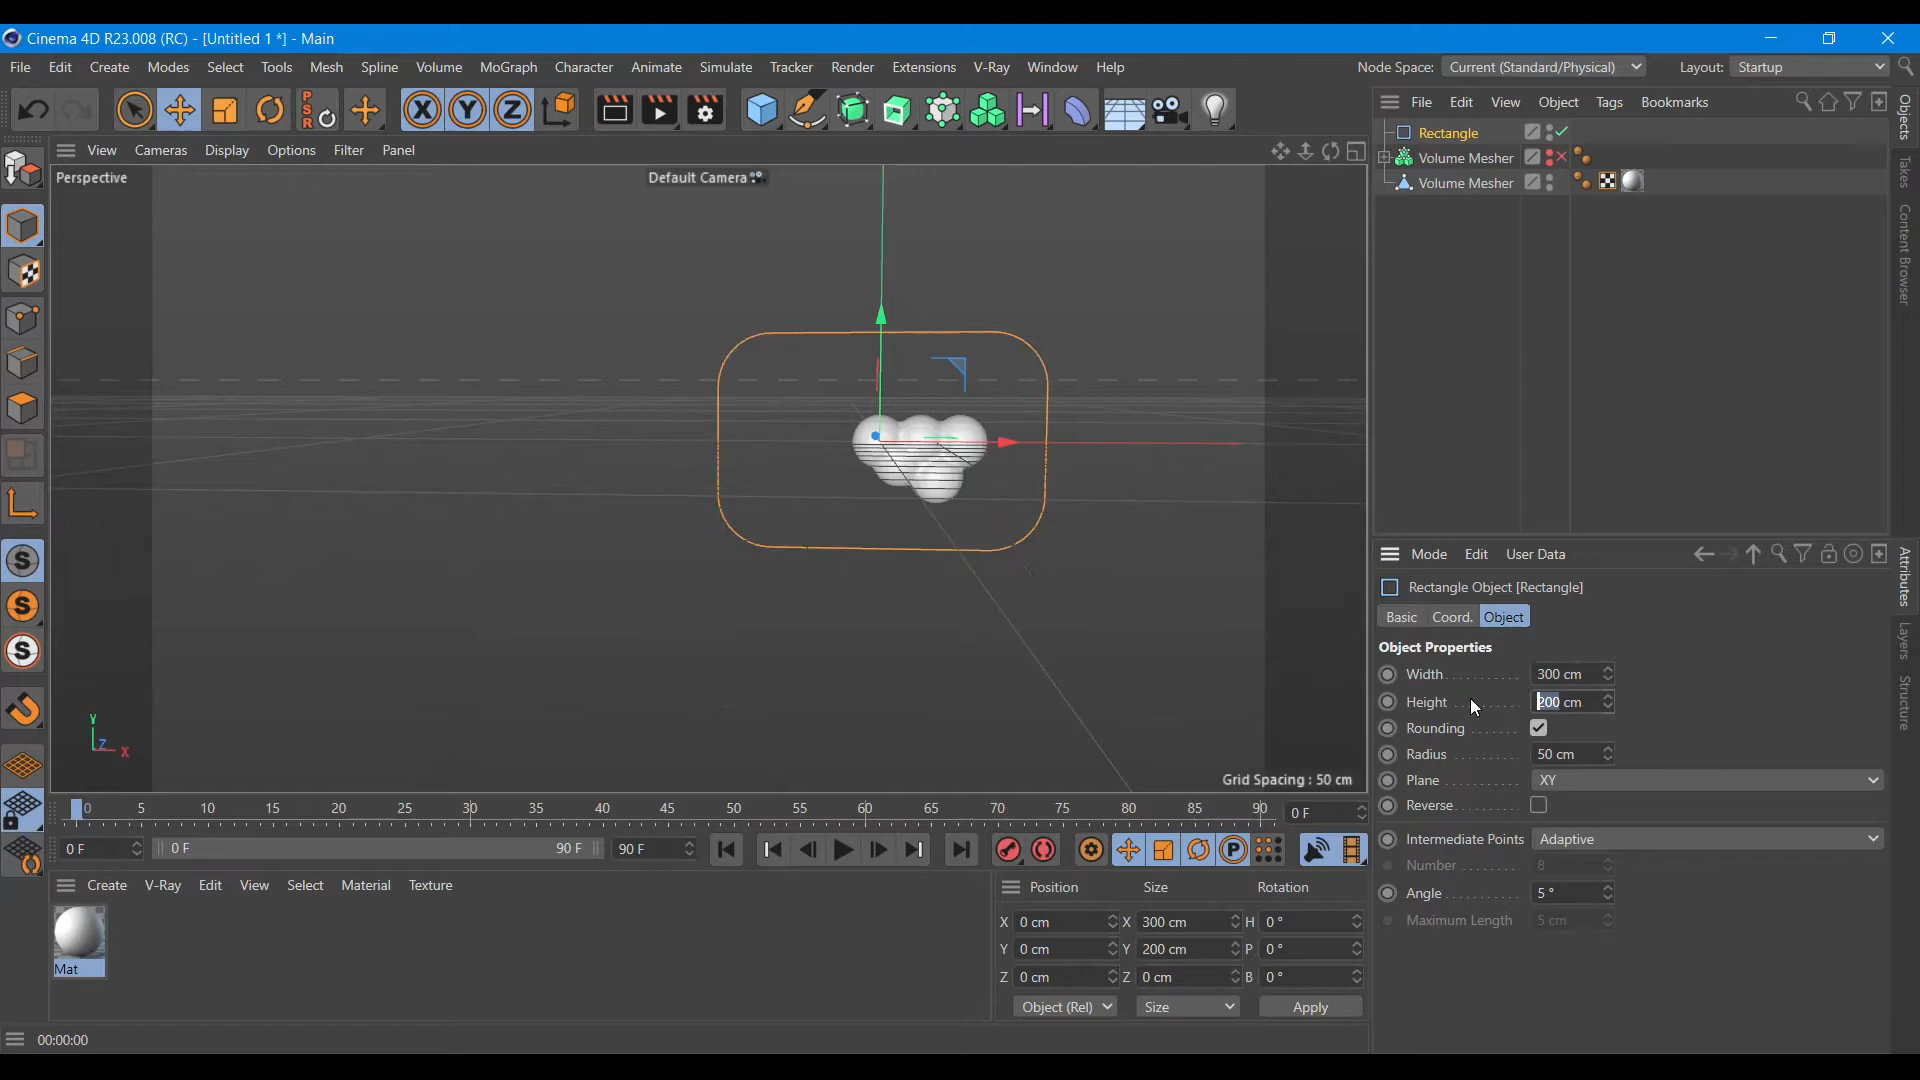 Cinema 4D R23.008 (RC) - [Untitled 1 *] - Main
File Edit Create Modes Select Tools Mesh Spline Volume MoGraph Character Animate Simulate Tracker Render Extensions V-Ray Window Help Node Space: Current (Standard/Physical) Layout: Startup
PSR X Y Z
File Edit View Object Tags Bookmarks
Rectangle
Volume Mesher
Volume Mesher
Objects
Takes
Content Browser
View Cameras Display Options Filter Panel
Perspective
Default Camera
Y
Z
X
Grid Spacing : 50 cm
S
S
S
Mode Edit User Data
Rectangle Object [Rectangle]
Basic Coord. Object
Object Properties
Width 300 cm
Height 200 cm
Rounding
Radius 50 cm
Plane XY
Reverse
Intermediate Points Adaptive
Number 8
Angle 5 °
Maximum Length 5 cm
Attributes
Layers
Structure
0 5 10 15 20 25 30 35 40 45 50 55 60 65 70 75 80 85 90 0 F
0 F 0 F 90 F 90 F
P
Create V-Ray Edit View Select Material Texture
Mat
Position Size Rotation
X 0 cm X 300 cm H 0 °
Y 0 cm Y 200 cm P 0 °
Z 0 cm Z 0 cm B 0 °
Object (Rel) Size Apply
00:00:00